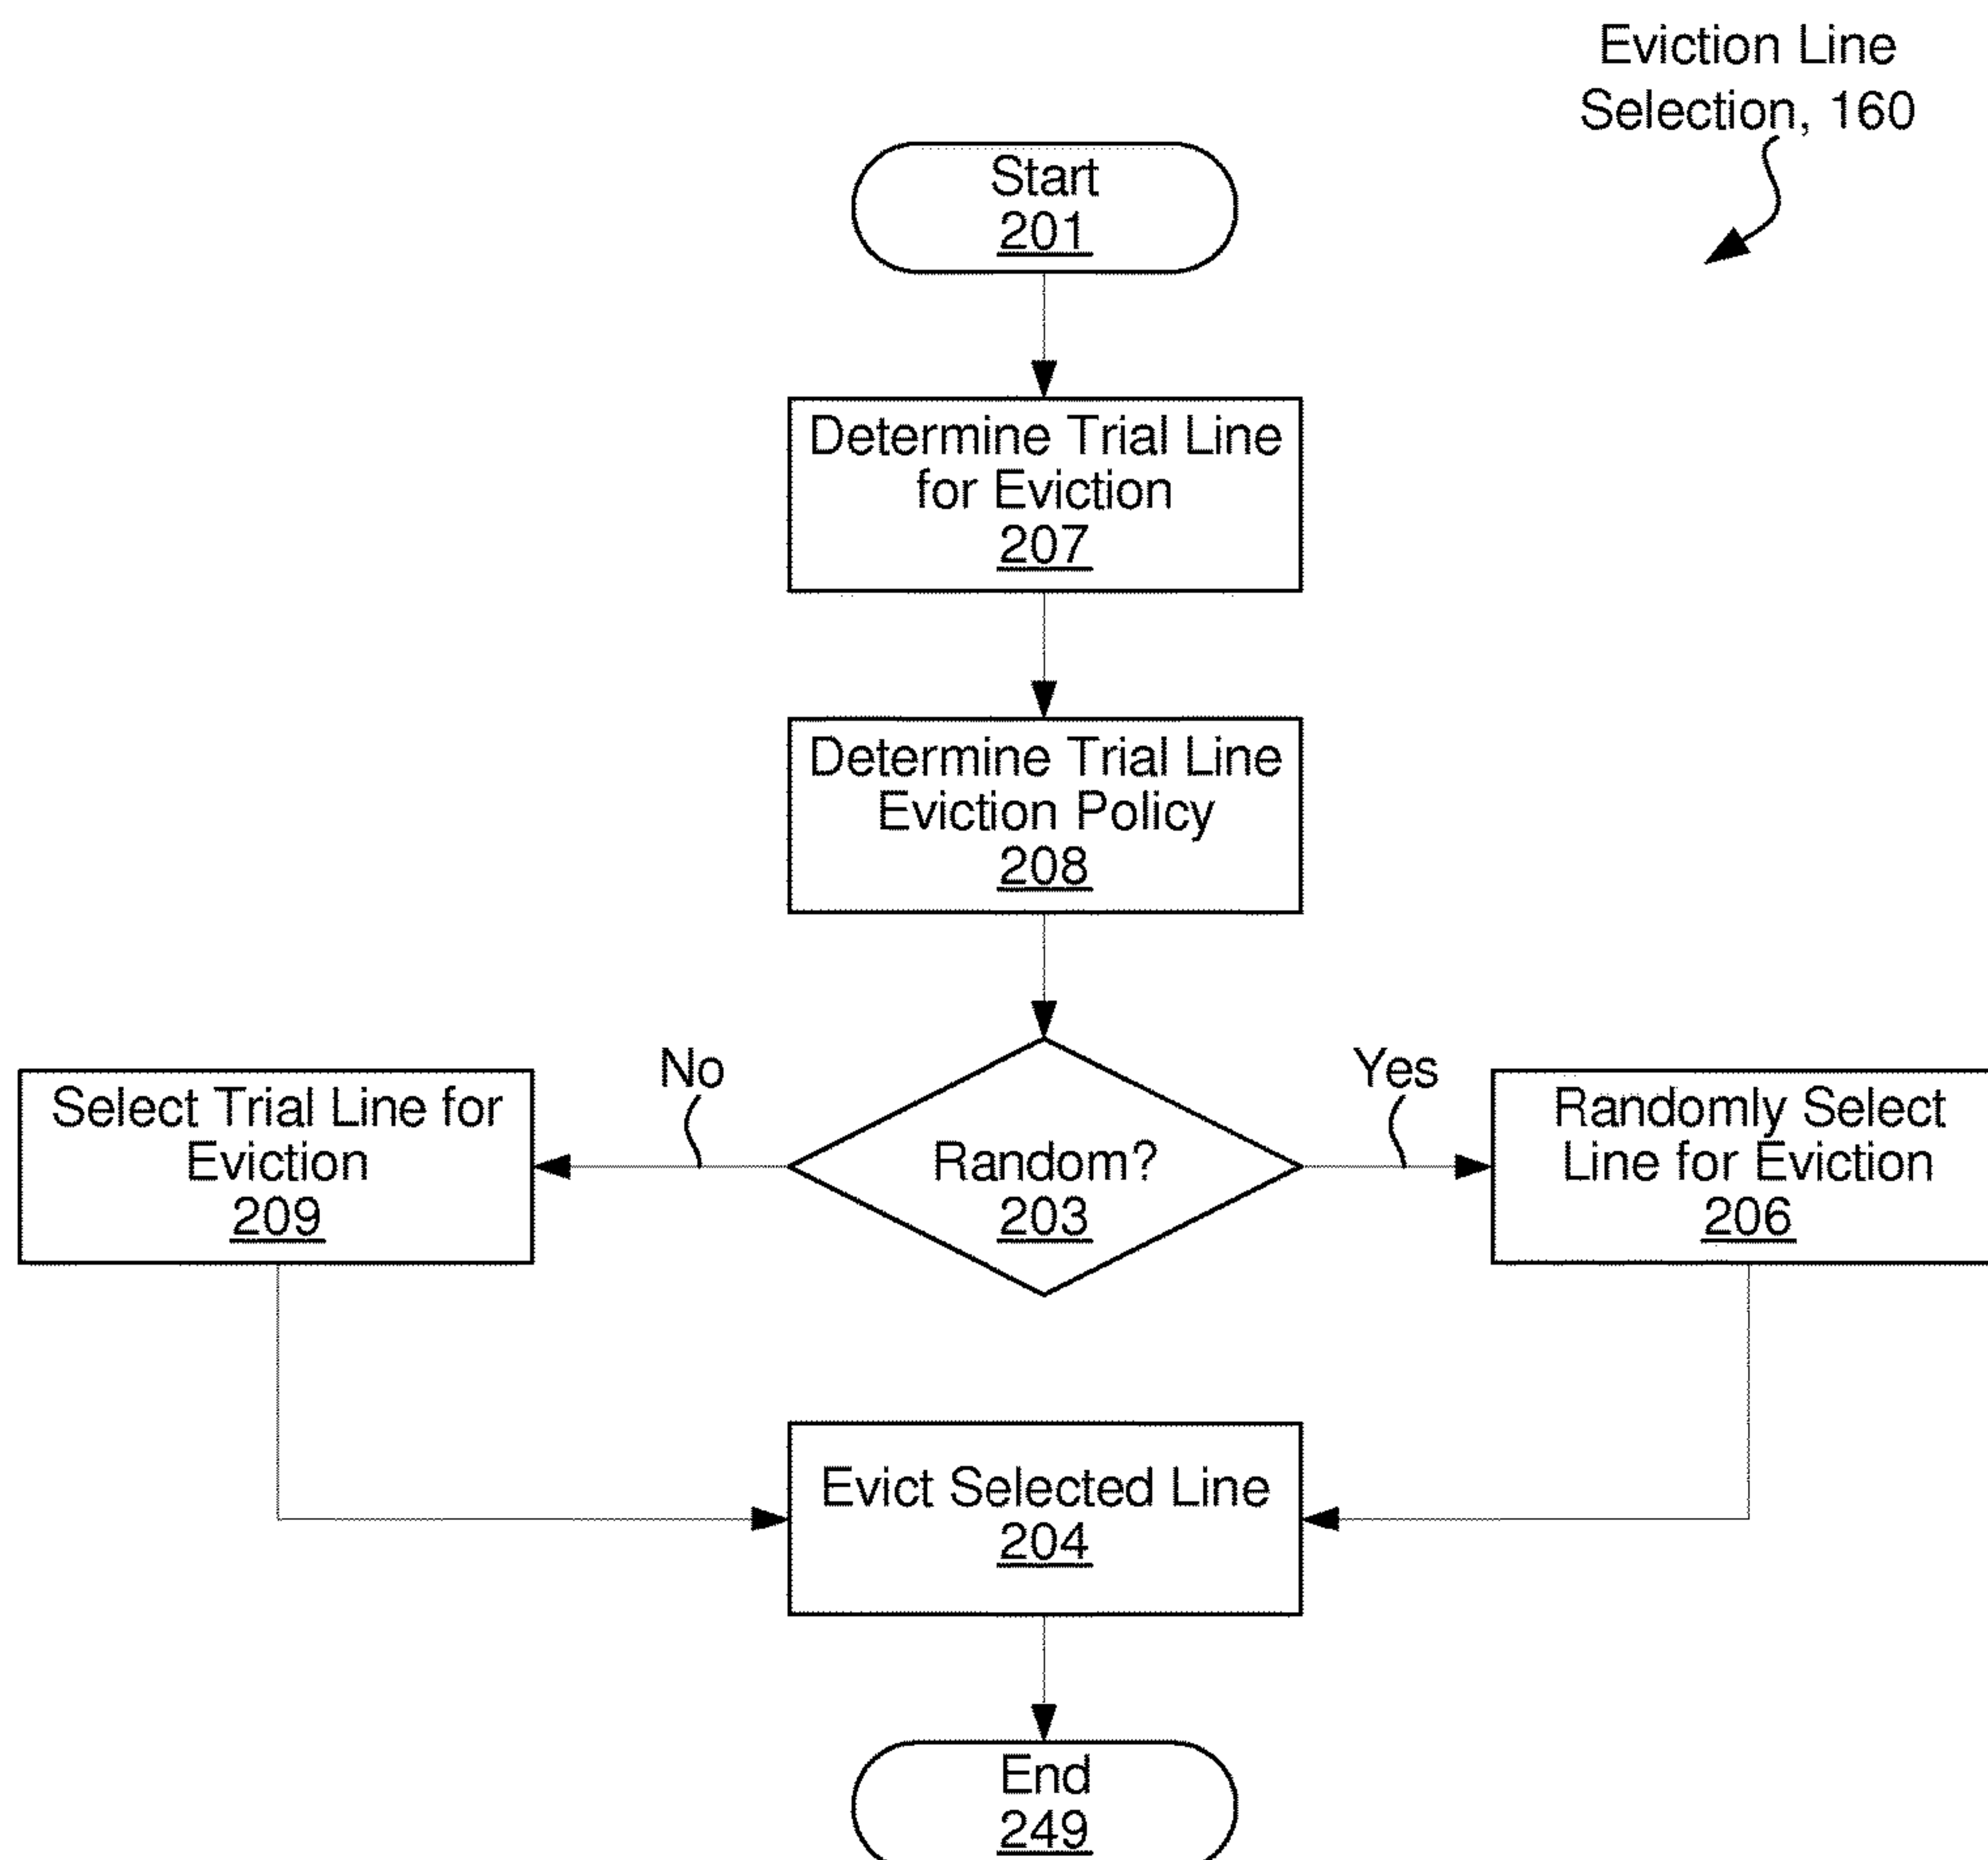 Eviction Line
Selection, 160
Start
201
Determine Trial Line
for Eviction
207
Determine Trial Line
Eviction Policy
208
No
Yes
Select Trial Line for
Eviction
209
Random?
203
Randomly Select
Line for Eviction
206
Evict Selected Line
204
End
249